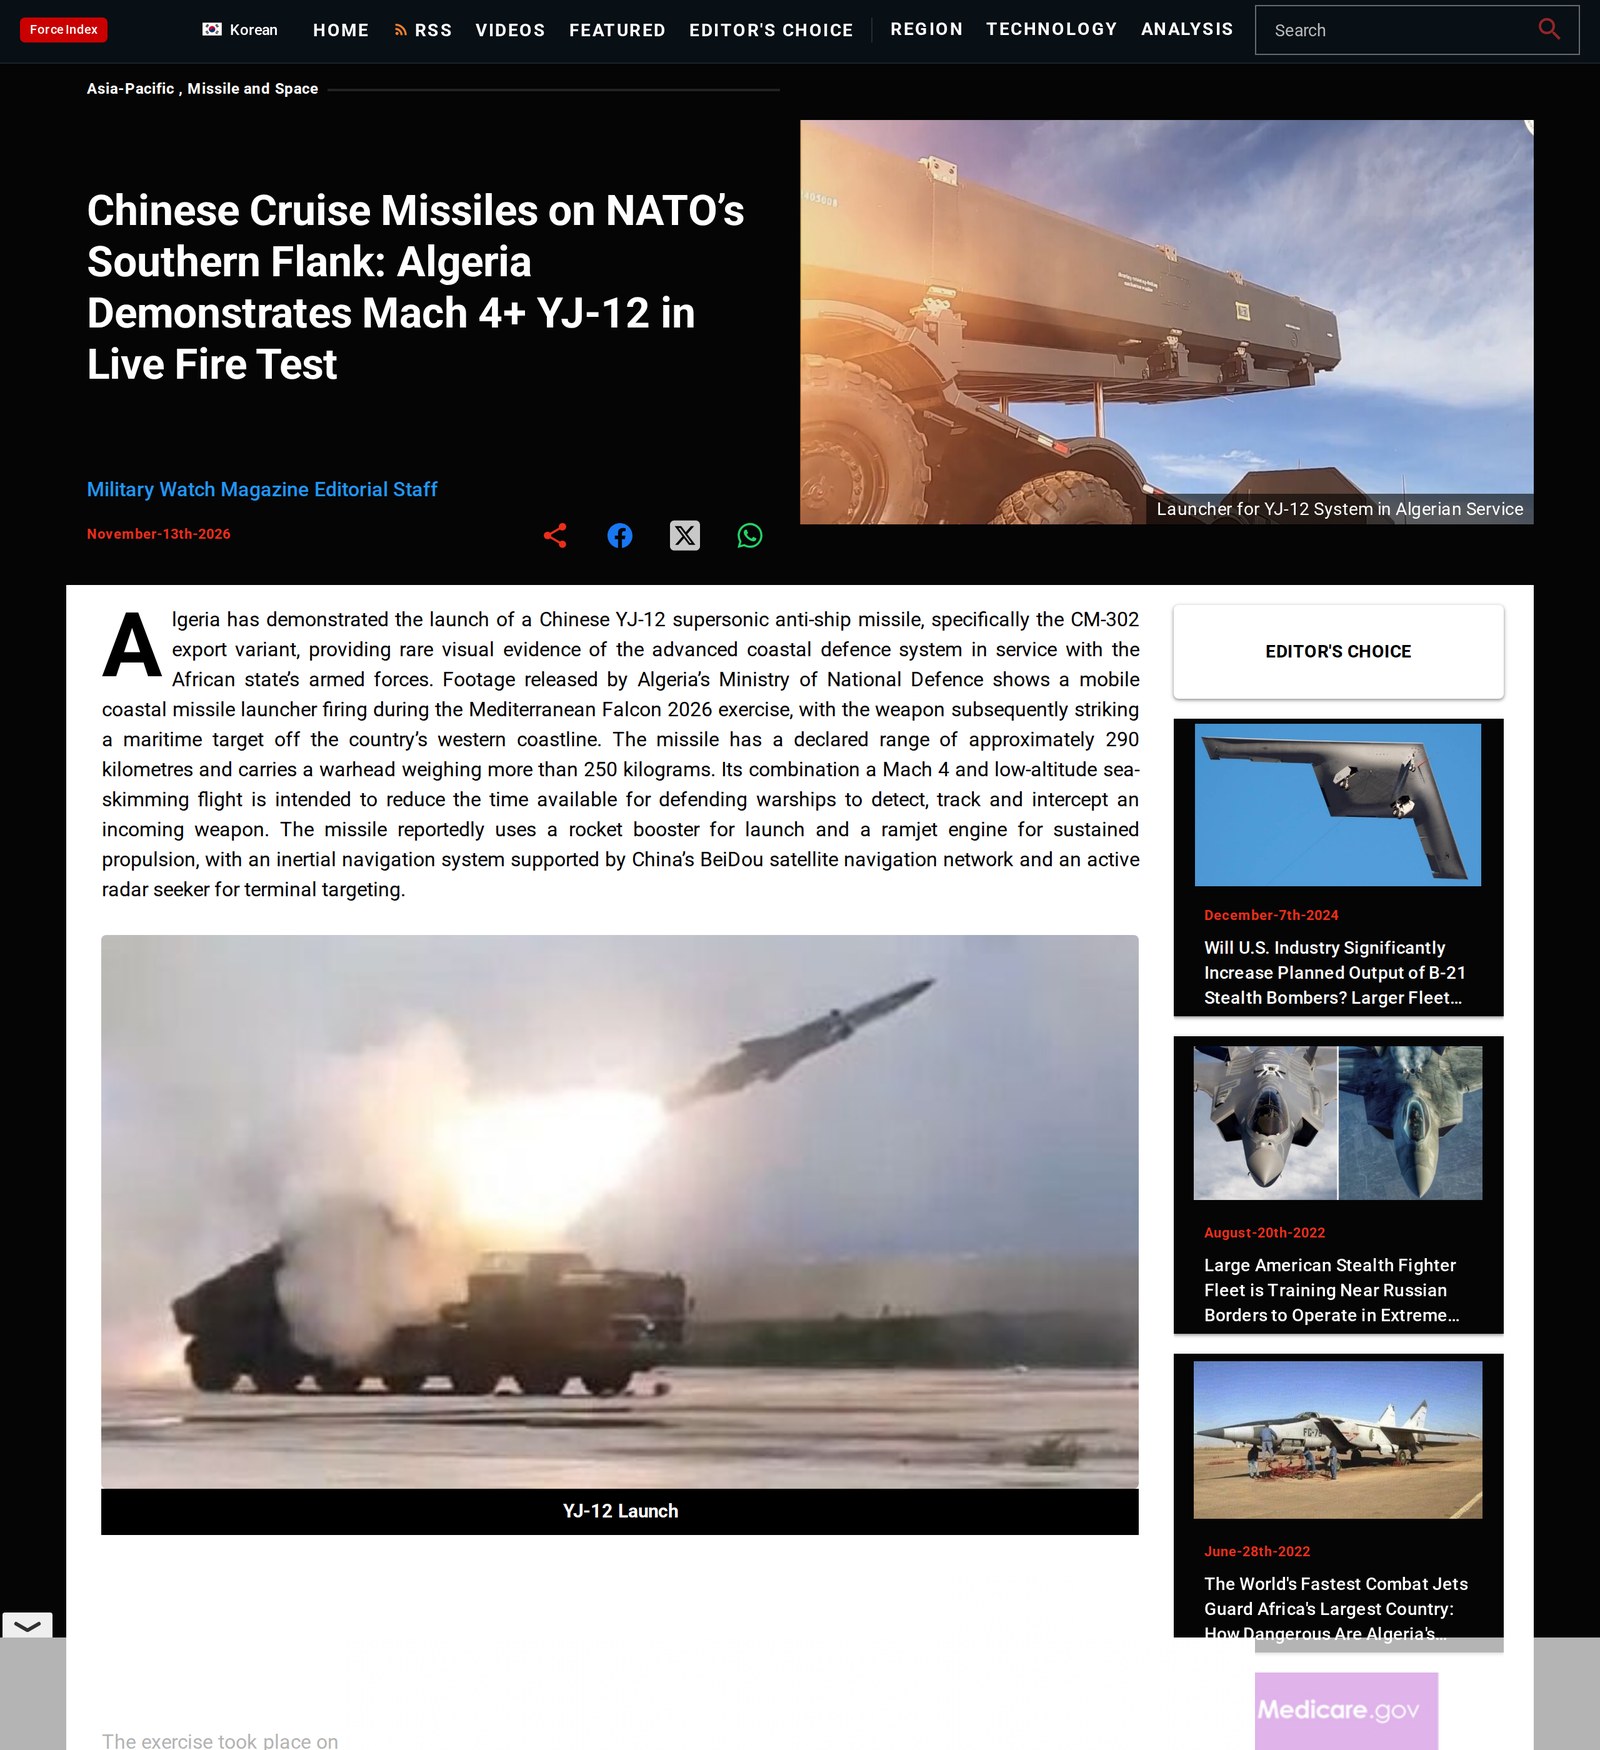 Force Index
Korean
HOME
RSS
VIDEOS
FEATURED
EDITOR'S CHOICE
REGION
TECHNOLOGY
ANALYSIS
Search
Asia-Pacific , Missile and Space
Chinese Cruise Missiles on NATO’s
Southern Flank: Algeria
Demonstrates Mach 4+ YJ-12 in
Live Fire Test
Military Watch Magazine Editorial Staff
November-13th-2026
Launcher for YJ-12 System in Algerian Service
Algeria has demonstrated the launch of a Chinese YJ-12 supersonic anti-ship missile, specifically the CM-302
export variant, providing rare visual evidence of the advanced coastal defence system in service with the
African state’s armed forces. Footage released by Algeria’s Ministry of National Defence shows a mobile
coastal missile launcher firing during the Mediterranean Falcon 2026 exercise, with the weapon subsequently striking
a maritime target off the country’s western coastline. The missile has a declared range of approximately 290
kilometres and carries a warhead weighing more than 250 kilograms. Its combination a Mach 4 and low-altitude sea-
skimming flight is intended to reduce the time available for defending warships to detect, track and intercept an
incoming weapon. The missile reportedly uses a rocket booster for launch and a ramjet engine for sustained
propulsion, with an inertial navigation system supported by China’s BeiDou satellite navigation network and an active
radar seeker for terminal targeting.
YJ-12 Launch
The exercise took place on
EDITOR'S CHOICE
December-7th-2024
Will U.S. Industry Significantly
Increase Planned Output of B-21
Stealth Bombers? Larger Fleet...
August-20th-2022
Large American Stealth Fighter
Fleet is Training Near Russian
Borders to Operate in Extreme...
June-28th-2022
The World's Fastest Combat Jets
Guard Africa's Largest Country:
How Dangerous Are Algeria's...
Medicare.gov